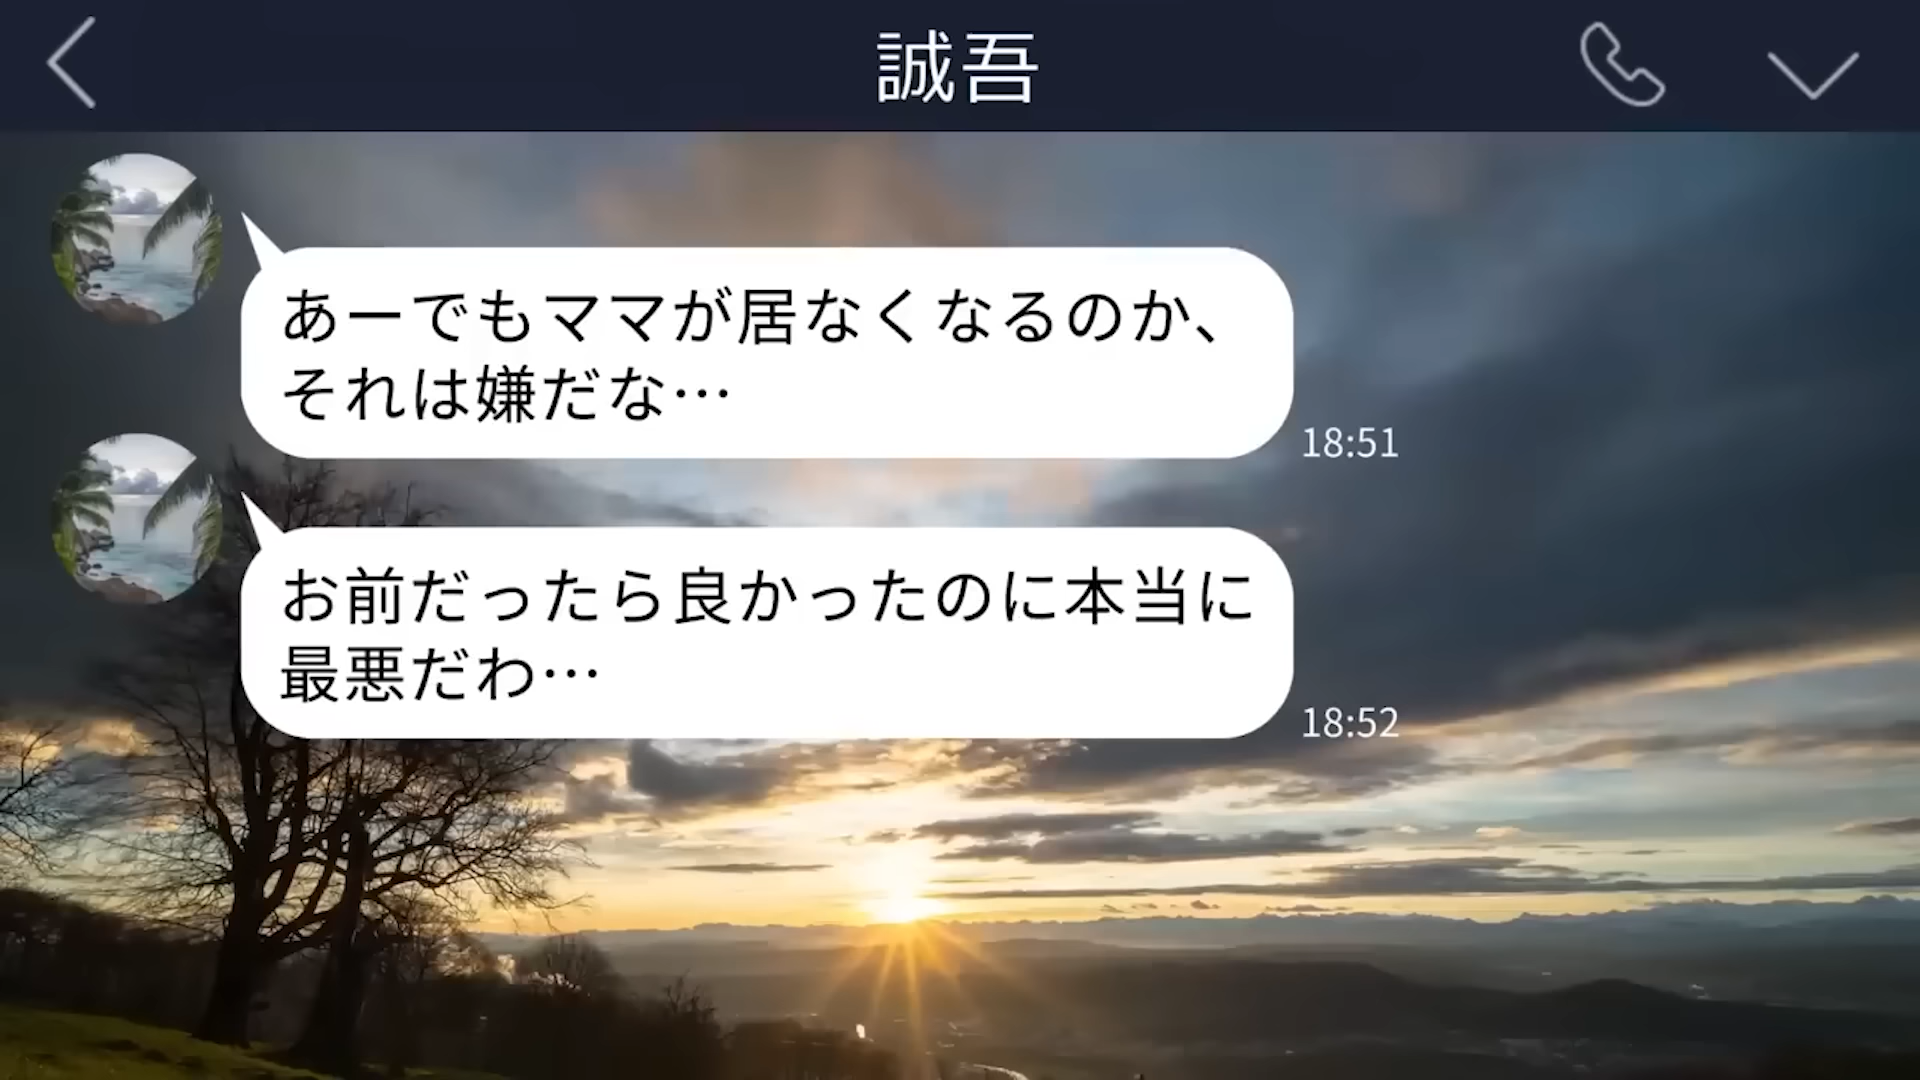 誠吾
あーでもママが居なくなるのか、
それは嫌だな…
18:51
お前だったら良かったのに本当に
最悪だわ…
18:52